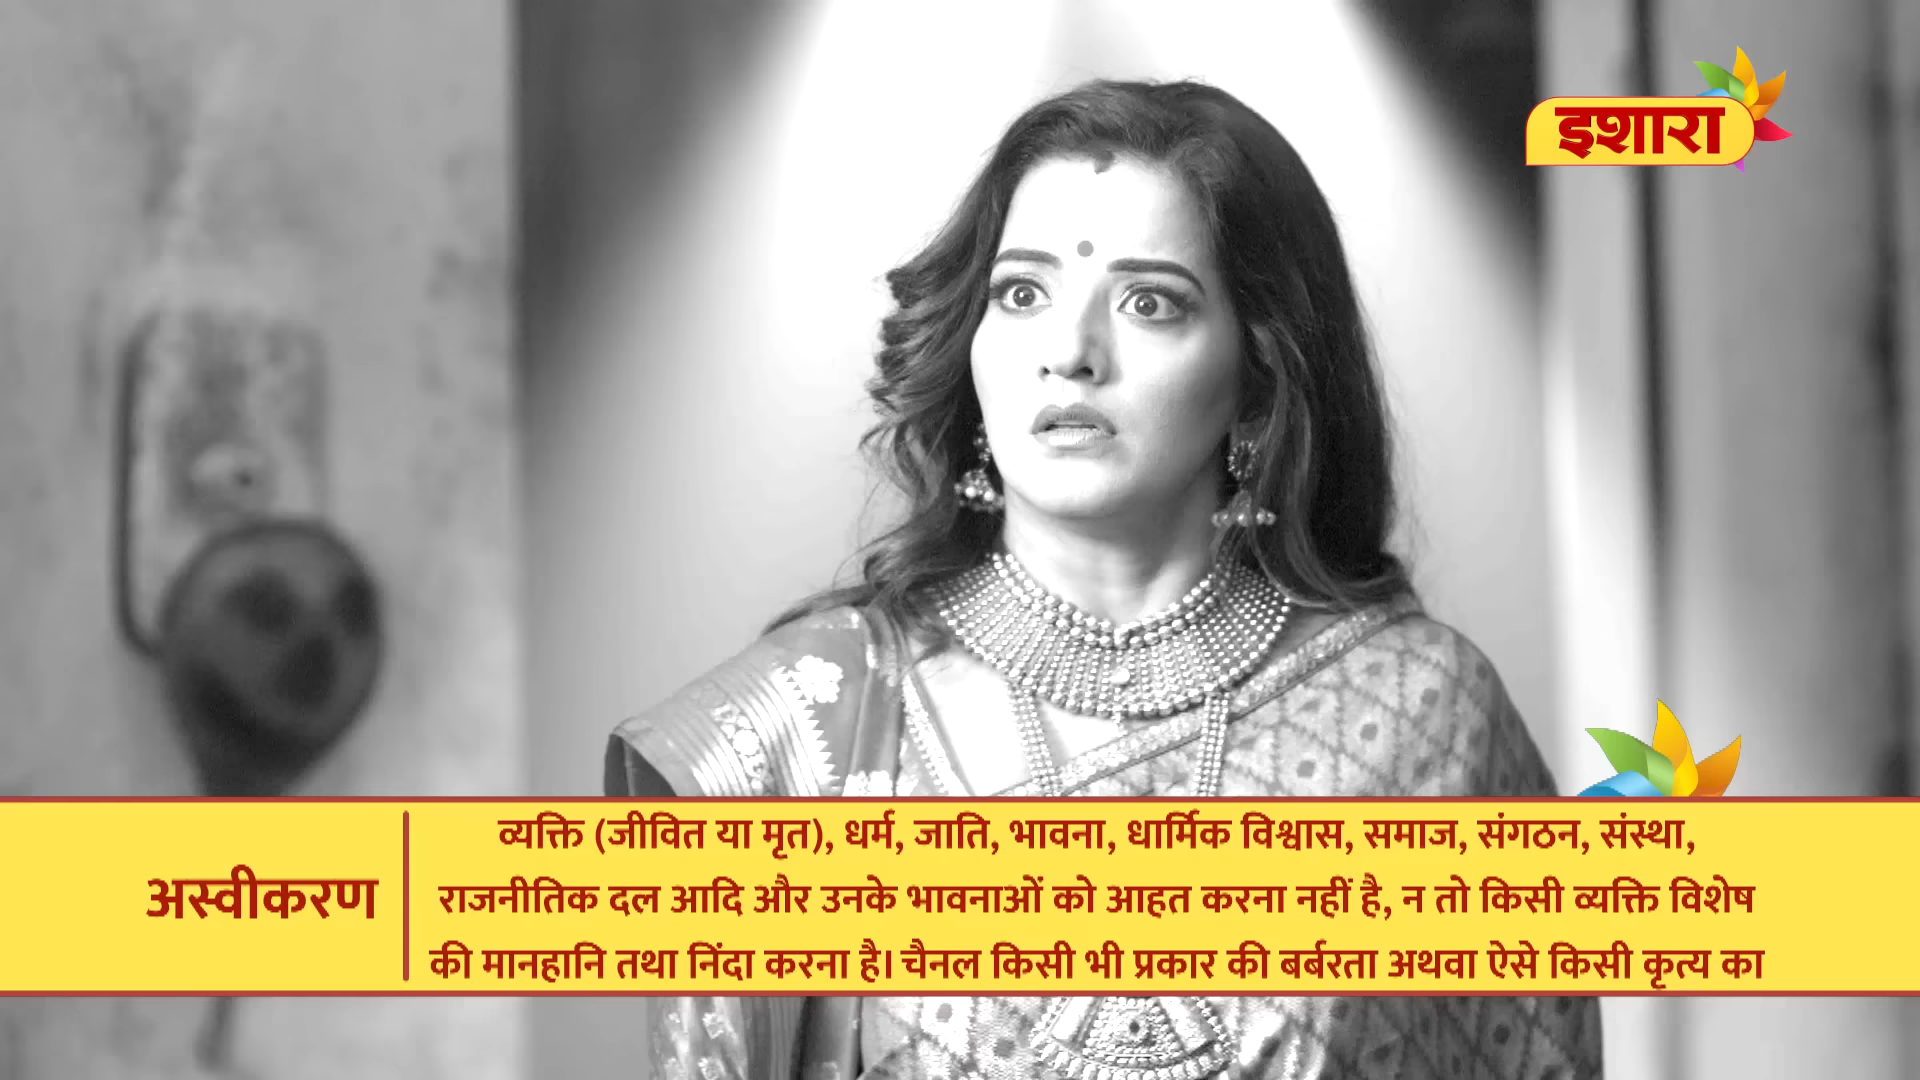 इशारा
अस्वीकरण
व्यक्ति (जीवित या मृत), धर्म, जाति, भावना, धार्मिक विश्वास, समाज, संगठन, संस्था,
राजनीतिक दल आदि और उनके भावनाओं को आहत करना नहीं है, न तो किसी व्यक्ति विशेष
की मानहानि तथा निंदा करना है। चैनल किसी भी प्रकार की बर्बरता अथवा ऐसे किसी कृत्य का